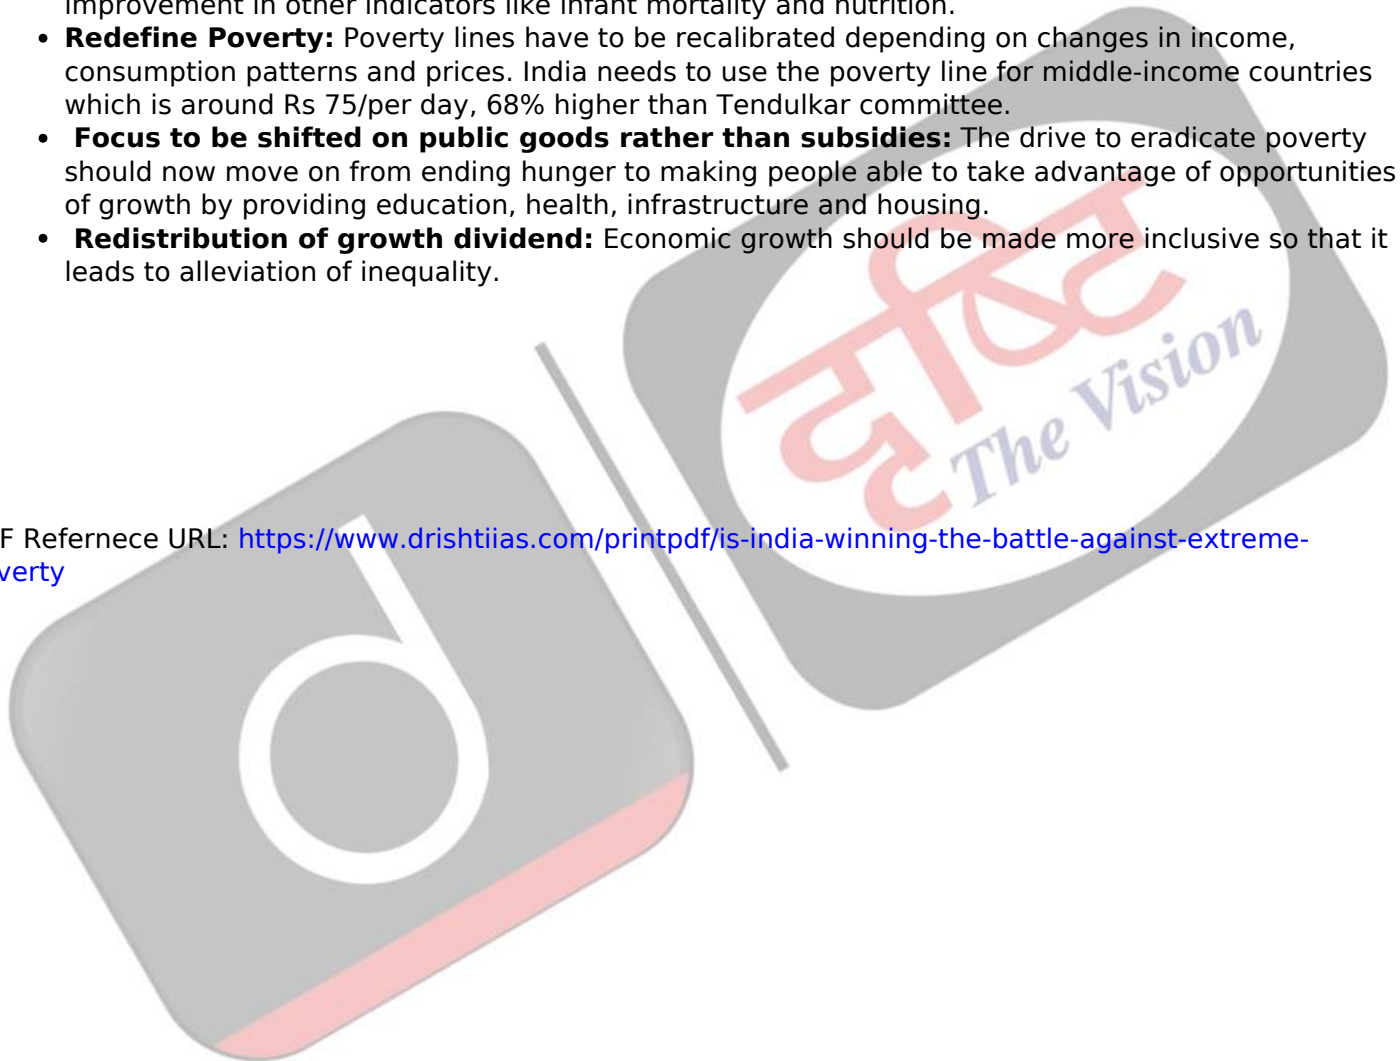 improvement in other indicators like infant mortality and nutrition.
• Redefine Poverty: Poverty lines have to be recalibrated depending on changes in income,
consumption patterns and prices. India needs to use the poverty line for middle-income countries
which is around Rs 75/per day, 68% higher than Tendulkar committee.
• Focus to be shifted on public goods rather than subsidies: The drive to eradicate poverty
should now move on from ending hunger to making people able to take advantage of opportunities
of growth by providing education, health, infrastructure and housing.
• Redistribution of growth dividend: Economic growth should be made more inclusive so that it
leads to alleviation of inequality.
दृष्टि
The Vision
d
F Refernece URL: https://www.drishtiias.com/printpdf/is-india-winning-the-battle-against-extreme-
verty